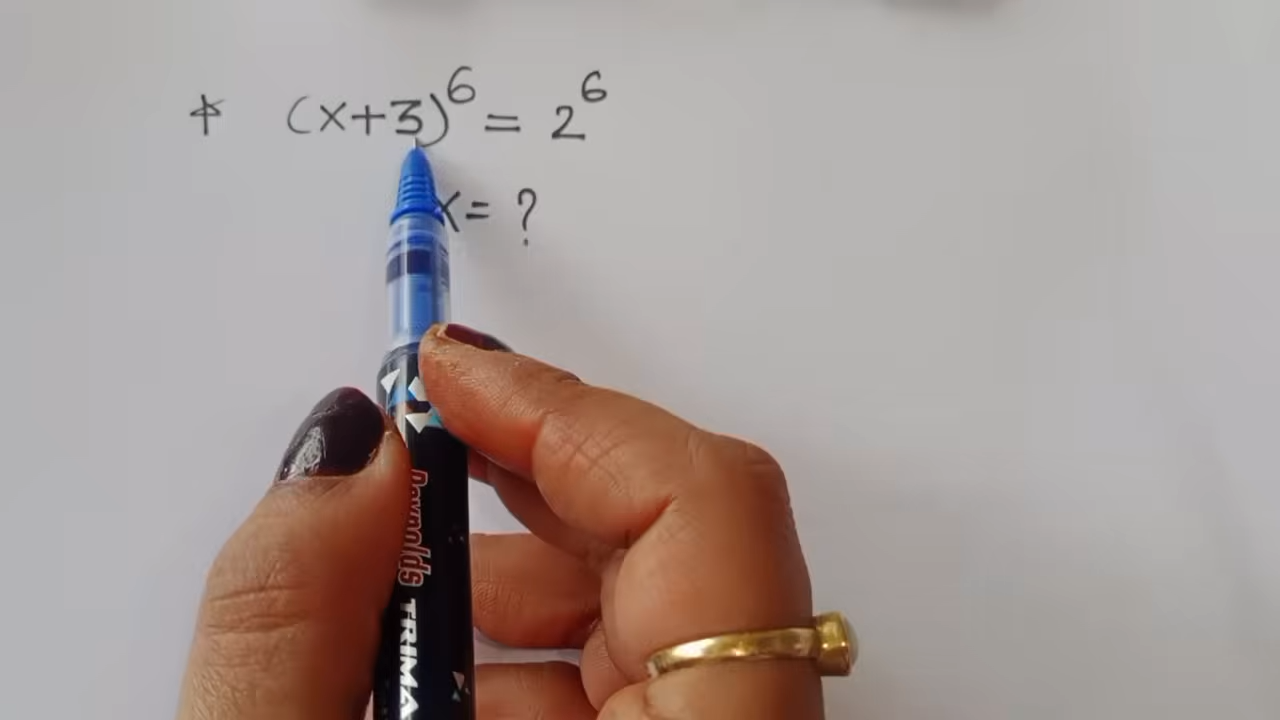 * (x+3)^6 = 2^6
x = ?
Reynolds TRIMA